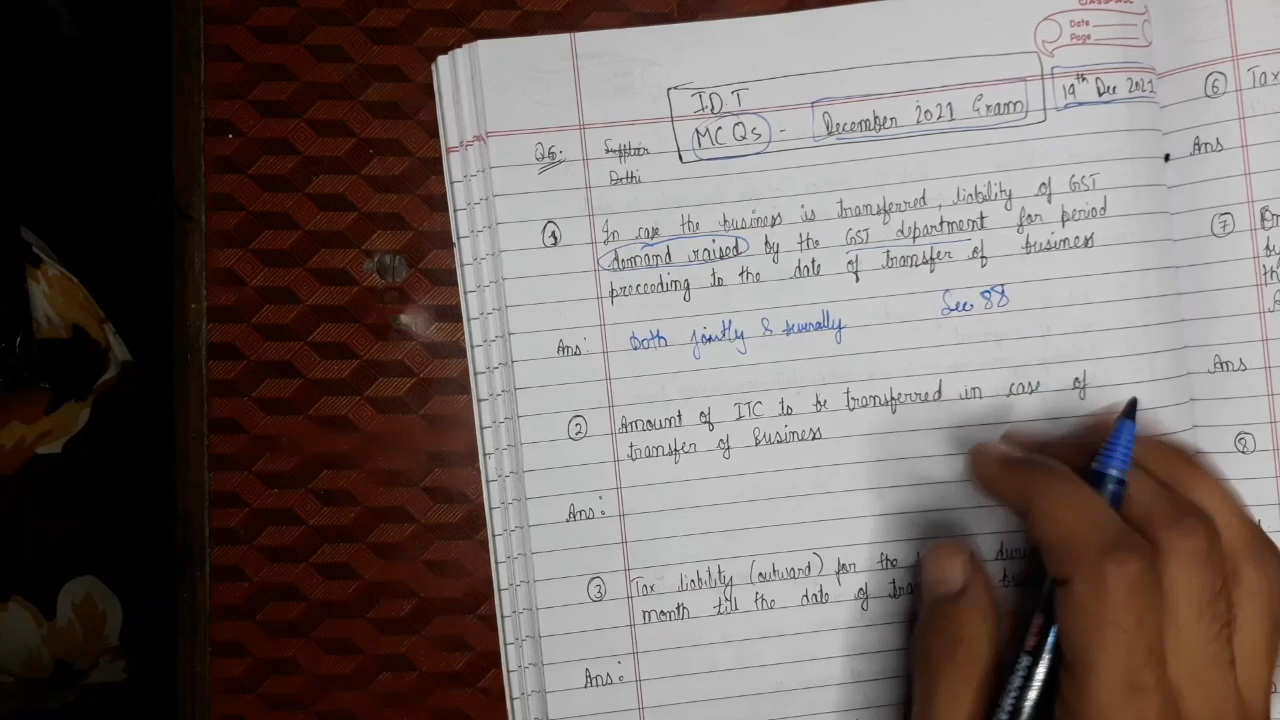 Date
Page
I.D.T
MCQs - December 2021 Exam
19th Dec 2021
Q6:
Supplier
Delhi
① In case the business is transferred, liability of GST
demand raised by the GST department for period
preceeding to the date of transfer of business
Ans: both jointly & severally Sec 88
② Amount of ITC to be transferred in case of
transfer of Business
Ans:
③ Tax liability (outward) for the
month till the date of
Ans:
⑥ Tax
Ans
⑦
Ans
⑧